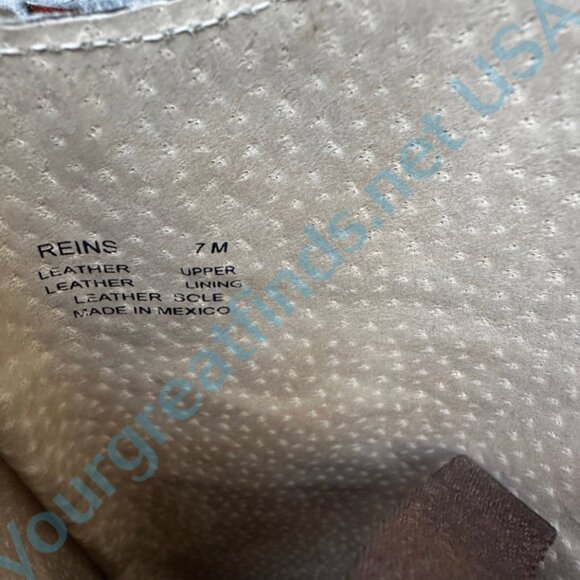 REINS 7 M
LEATHER UPPER
LEATHER LINING
LEATHER SOLE
MADE IN MEXICO
yourgreatfinds.net USA